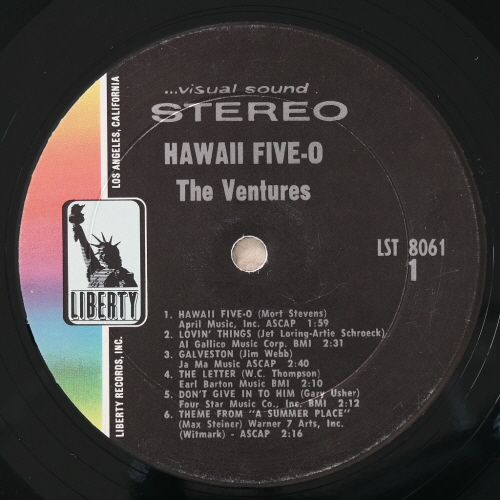 ...visual sound
STEREO
HAWAII FIVE-O
The Ventures
LST 8061
1
LOS ANGELES, CALIFORNIA
LIBERTY
LIBERTY RECORDS, INC.
1. HAWAII FIVE-O (Mort Stevens)
April Music, Inc. ASCAP 1:59
2. LOVIN' THINGS (Jet Loring-Artie Schroeck)
Al Gallico Music Corp. BMI 2:31
3. GALVESTON (Jim Webb)
Ja Ma Music ASCAP 2:40
4. THE LETTER (W.C. Thompson)
Earl Barton Music BMI 2:10
5. DON'T GIVE IN TO HIM (Gary Usher)
Four Star Music Co., Inc. BMI 2:12
6. THEME FROM "A SUMMER PLACE"
(Max Steiner) Warner 7 Arts, Inc.
(Witmark) - ASCAP 2:16